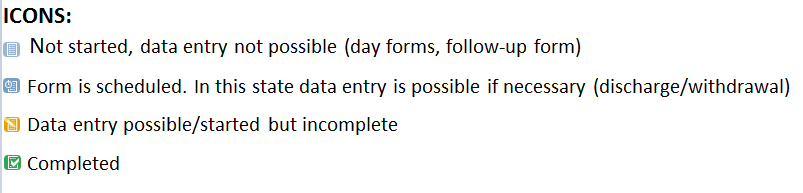 ICONS:
Not started, data entry not possible (day forms, follow-up form)
Form is scheduled. In this state data entry is possible if necessary (discharge/withdrawal)
Data entry possible/started but incomplete
Completed